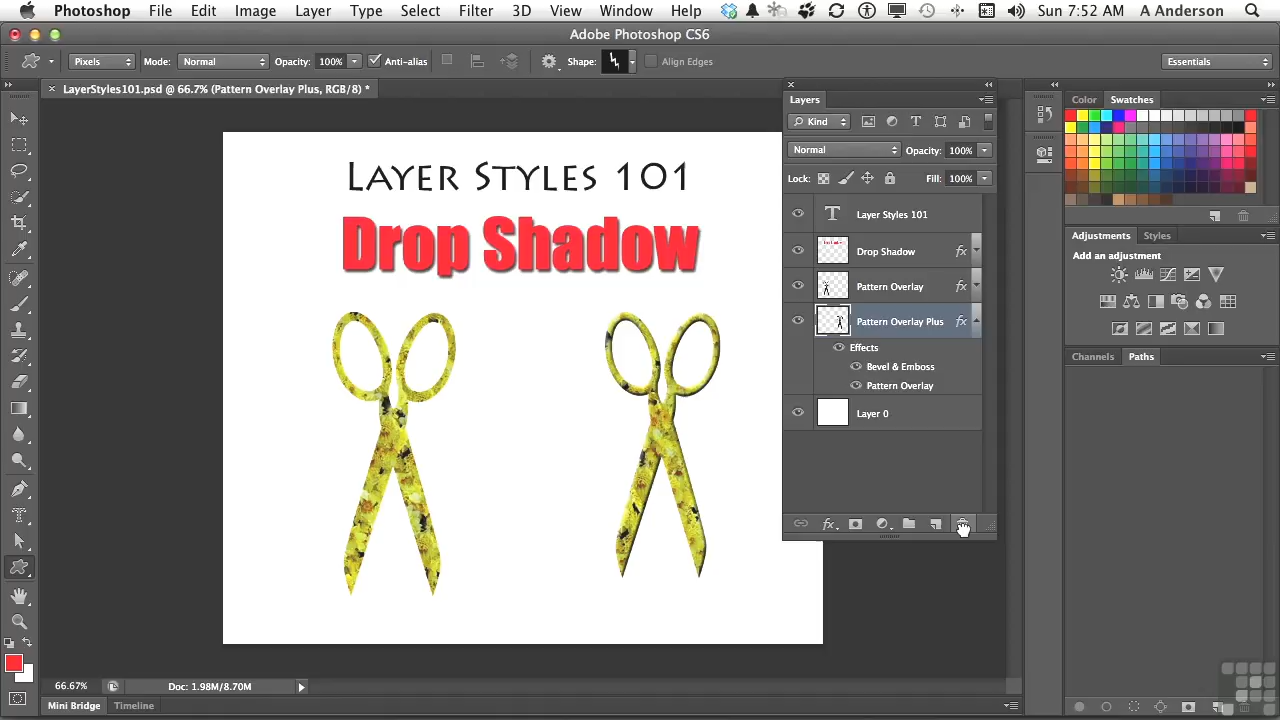 Photoshop File Edit Image Layer Type Select Filter 3D View Window Help Sun 7:52 AM A Anderson
Adobe Photoshop CS6
Pixels Mode: Normal Opacity: 100% Anti-alias Shape: Align Edges Essentials
LayerStyles101.psd @ 66.7% (Pattern Overlay Plus, RGB/8) *
Layers
Kind
Normal Opacity: 100%
Lock: Fill: 100%
Layer Styles 101
Drop Shadow fx
Pattern Overlay fx
Pattern Overlay Plus fx
Effects
Bevel & Emboss
Pattern Overlay
Layer 0
fx
Color Swatches
Adjustments Styles
Add an adjustment
Channels Paths
Layer Styles 101
Drop Shadow
66.67% Doc: 1.98M/8.70M
Mini Bridge Timeline